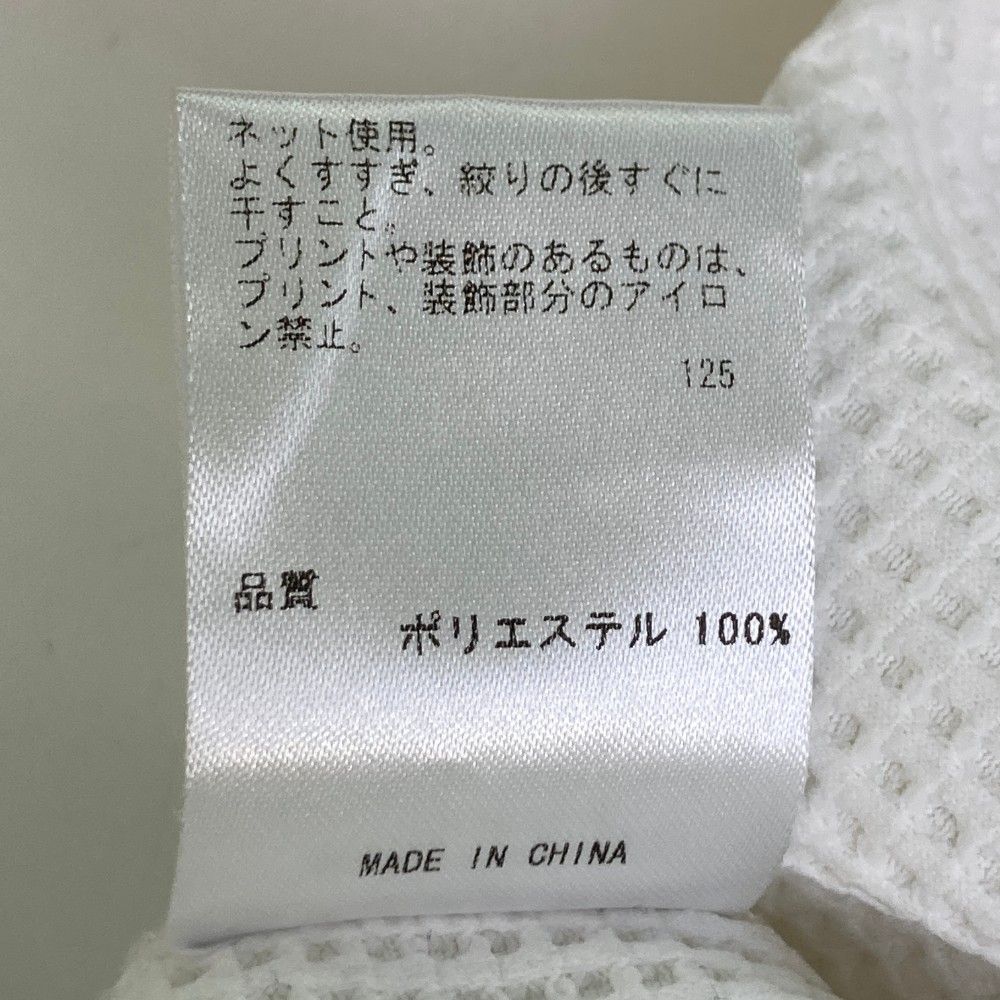 ネット使用。
よくすすぎ、絞りの後すぐに
干すこと。
プリントや装飾のあるものは、
プリント、装飾部分のアイロ
ン禁止。
125
品質
ポリエステル 100%
MADE IN CHINA